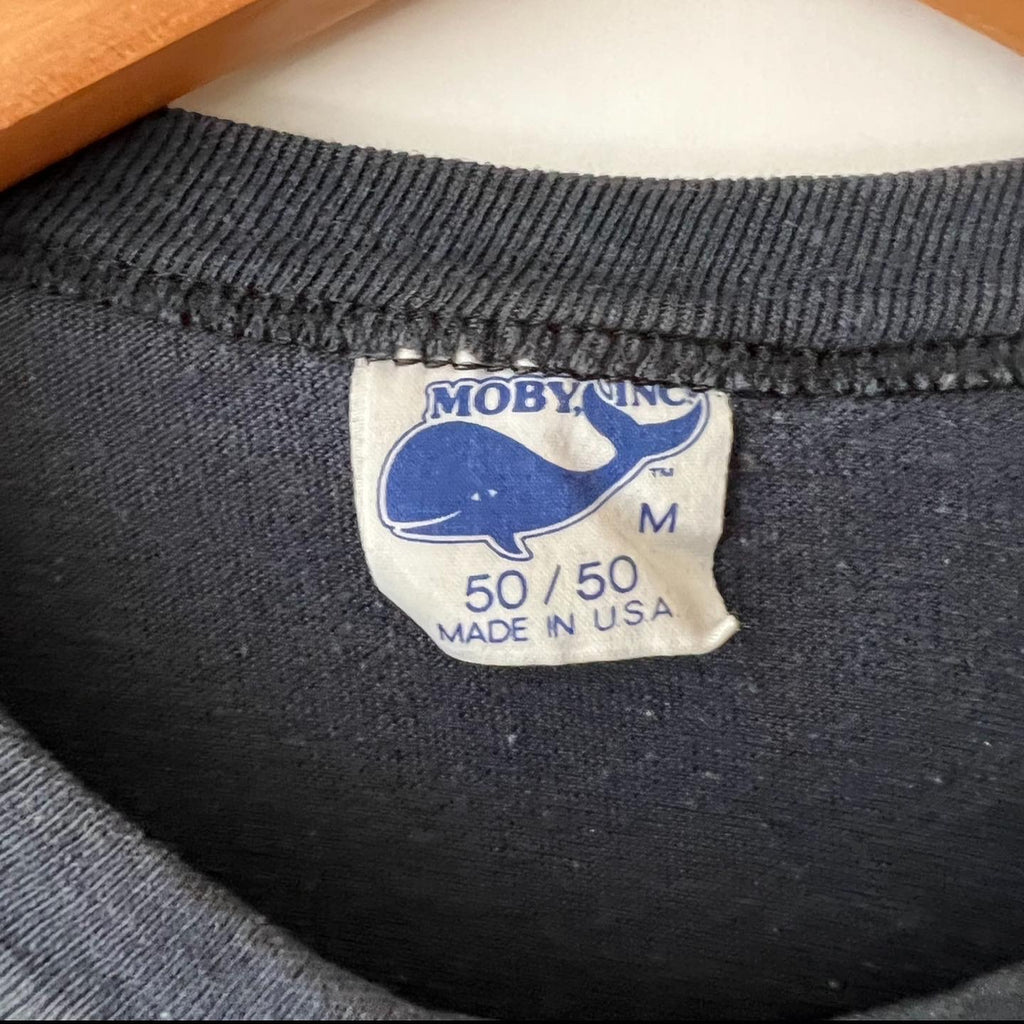 MOBY, INC.
TM
M
50 / 50
MADE IN U.S.A.